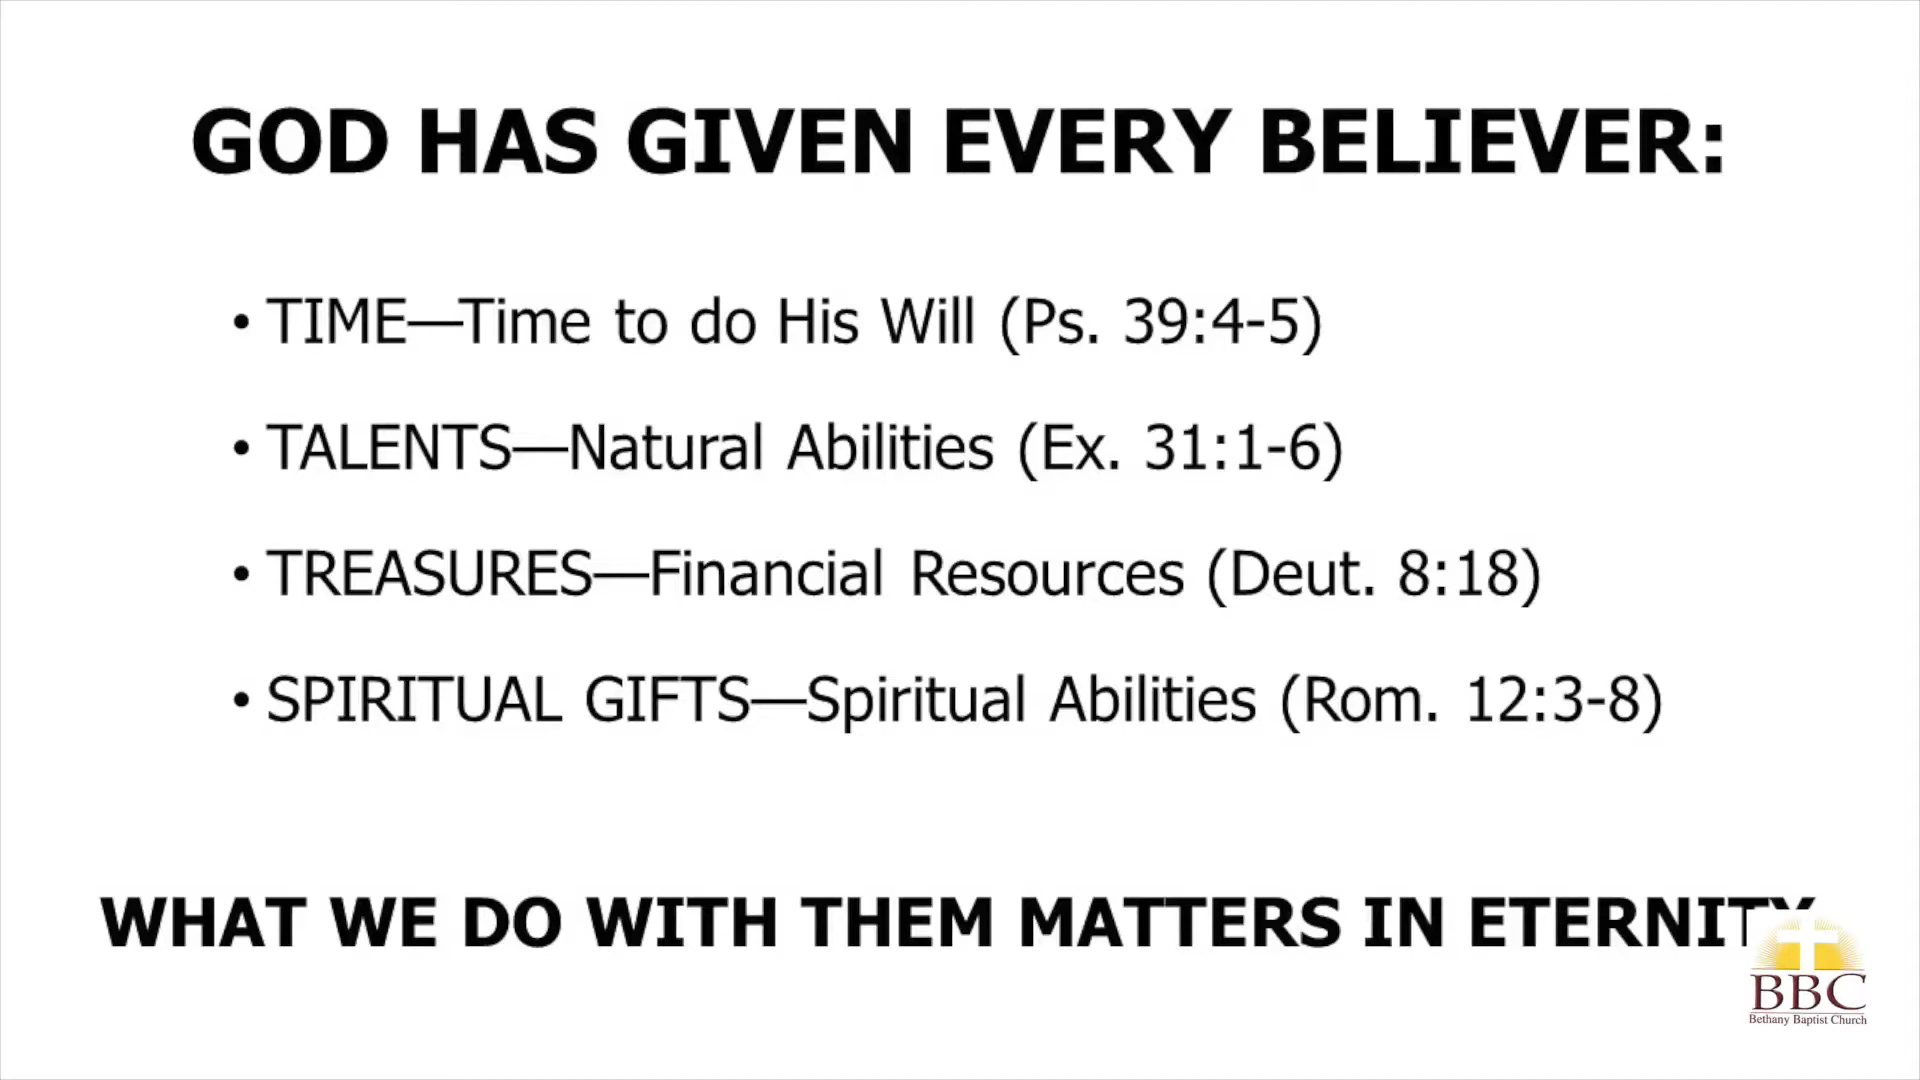 GOD HAS GIVEN EVERY BELIEVER:
• TIME—Time to do His Will (Ps. 39:4-5)
• TALENTS—Natural Abilities (Ex. 31:1-6)
• TREASURES—Financial Resources (Deut. 8:18)
• SPIRITUAL GIFTS—Spiritual Abilities (Rom. 12:3-8)
WHAT WE DO WITH THEM MATTERS IN ETERNITY
BBC
Bethany Baptist Church